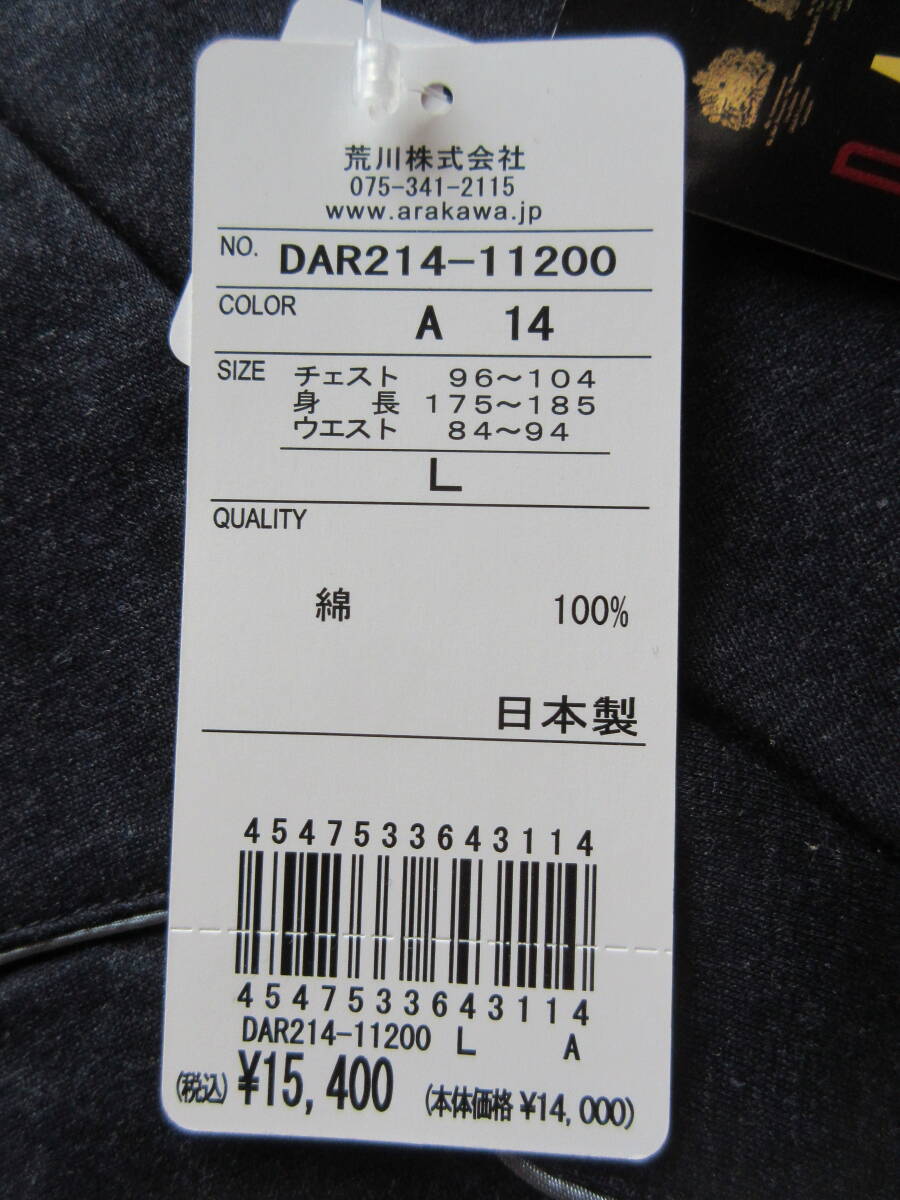 荒川株式会社
075-341-2115
www.arakawa.jp
NO. DAR214-11200
COLOR A 14
SIZE チェスト 96~104
身 長 175~185
ウエスト 84~94
L
QUALITY
綿 100%
日本製
4547533643114
4547533643114
DAR214-11200 L A
(税込) ¥15,400 (本体価格 ¥14,000)